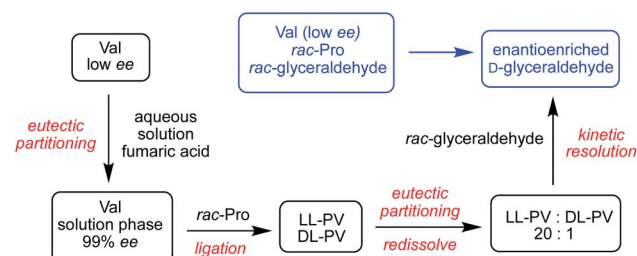 Val
low ee
Val (low ee)
rac-Pro
rac-glyceraldehyde
enantioenriched
D-glyceraldehyde
eutectic
partitioning
aqueous
solution
fumaric acid
rac-glyceraldehyde
kinetic
resolution
Val
solution phase
99% ee
rac-Pro
ligation
LL-PV
DL-PV
eutectic
partitioning
redissolve
LL-PV : DL-PV
20 : 1